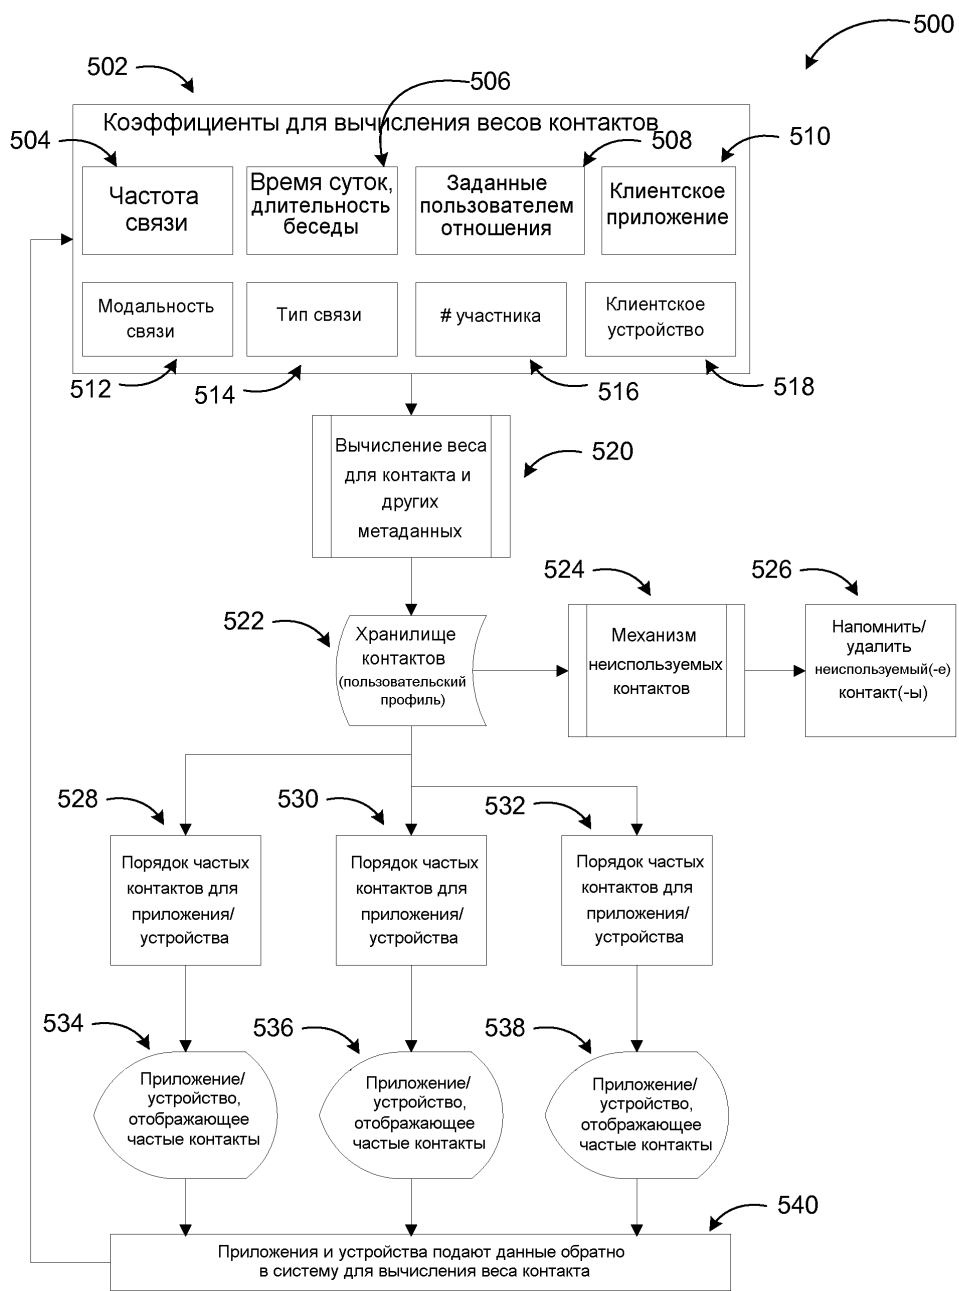 500
502
506
Коэффициенты для вычисления весов контактов
504
508
510
Частота
связи
Время суток,
длительность
беседы
Заданные
пользователем
отношения
Клиентское
приложение
Модальность
связи
Тип связи
# участника
Клиентское
устройство
512
514
516
518
Вычисление веса
для контакта и
других
метаданных
520
522
524
526
Хранилище
контактов
(пользовательский
профиль)
Механизм
неиспользуемых
контактов
Напомнить/
удалить
неиспользуемый(-е)
контакт(-ы)
528
530
532
Порядок частых
контактов для
приложения/
устройства
Порядок частых
контактов для
приложения/
устройства
Порядок частых
контактов для
приложения/
устройства
534
536
538
Приложение/
устройство,
отображающее
частые контакты
Приложение/
устройство,
отображающее
частые контакты
Приложение/
устройство,
отображающее
частые контакты
540
Приложения и устройства подают данные обратно
в систему для вычисления веса контакта